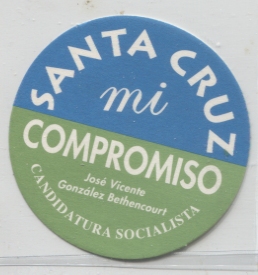 SANTA CRUZ
mi
COMPROMISO
José Vicente
González Bethencourt
CANDIDATURA SOCIALISTA